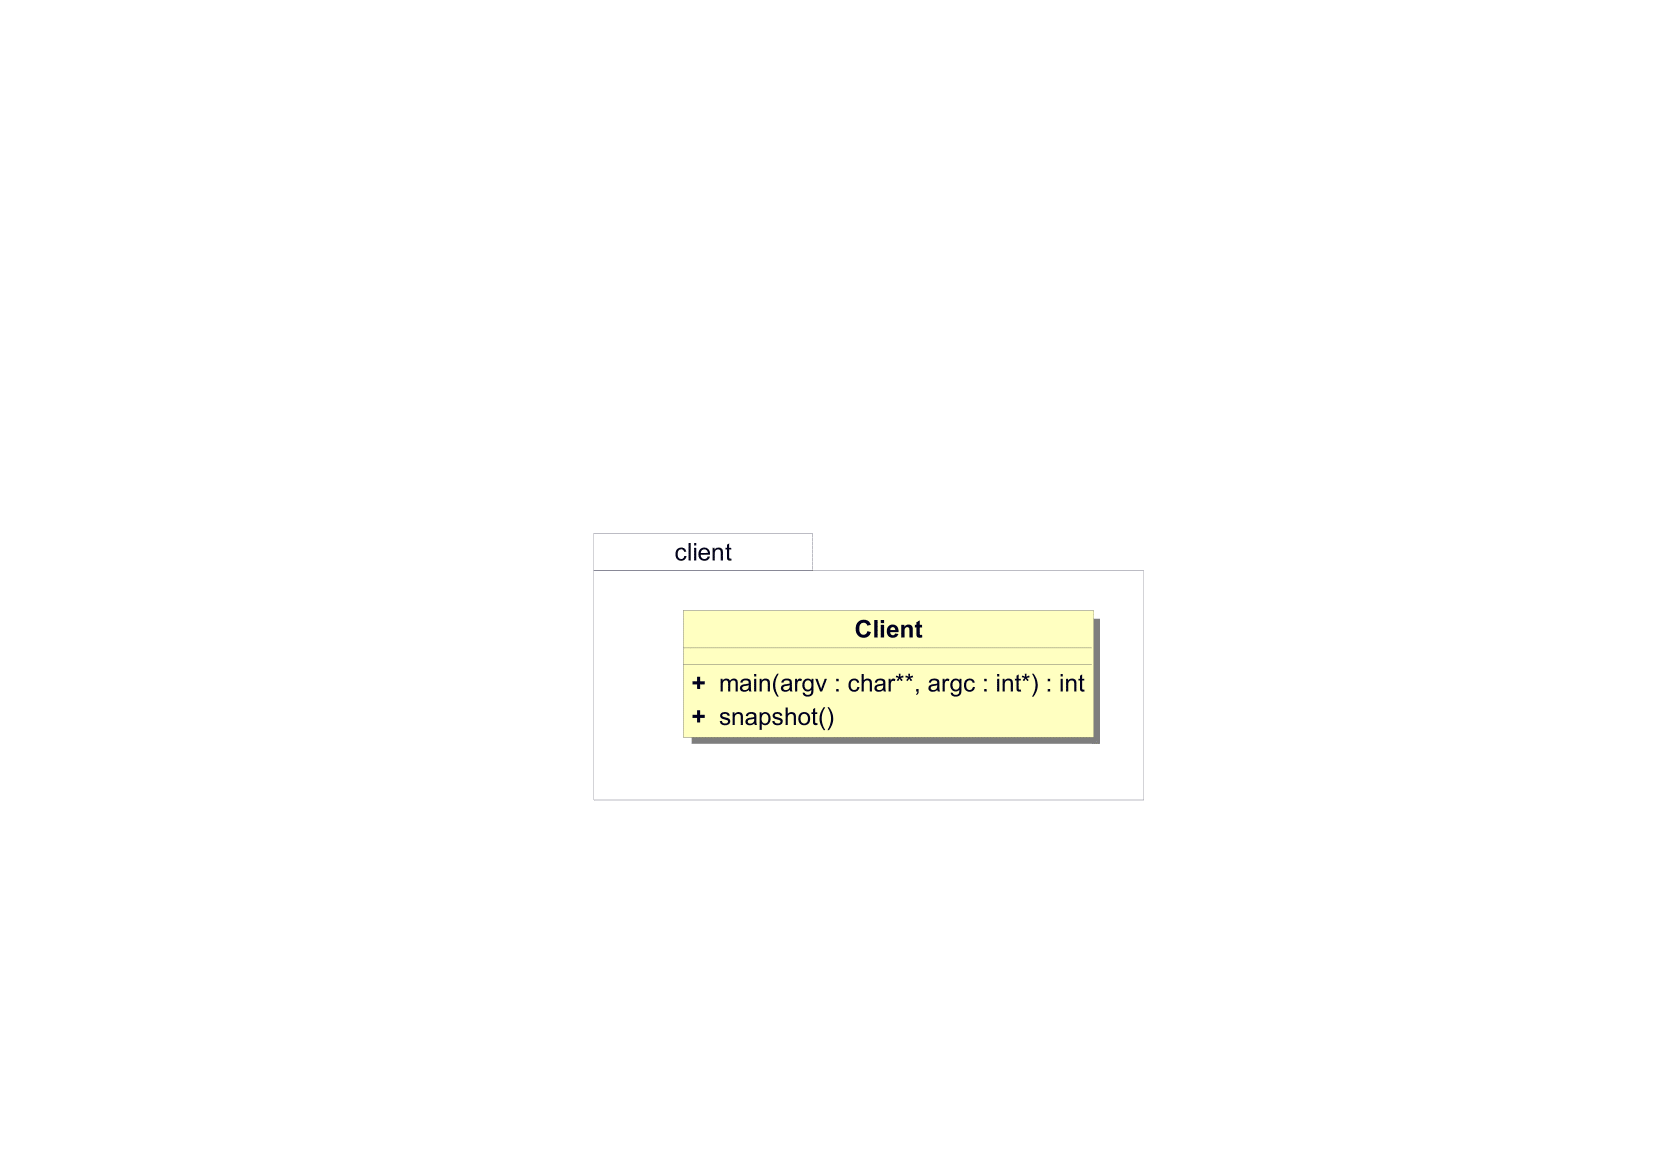 client
Client
+ main(argv : char**, argc : int*) : int
+ snapshot()